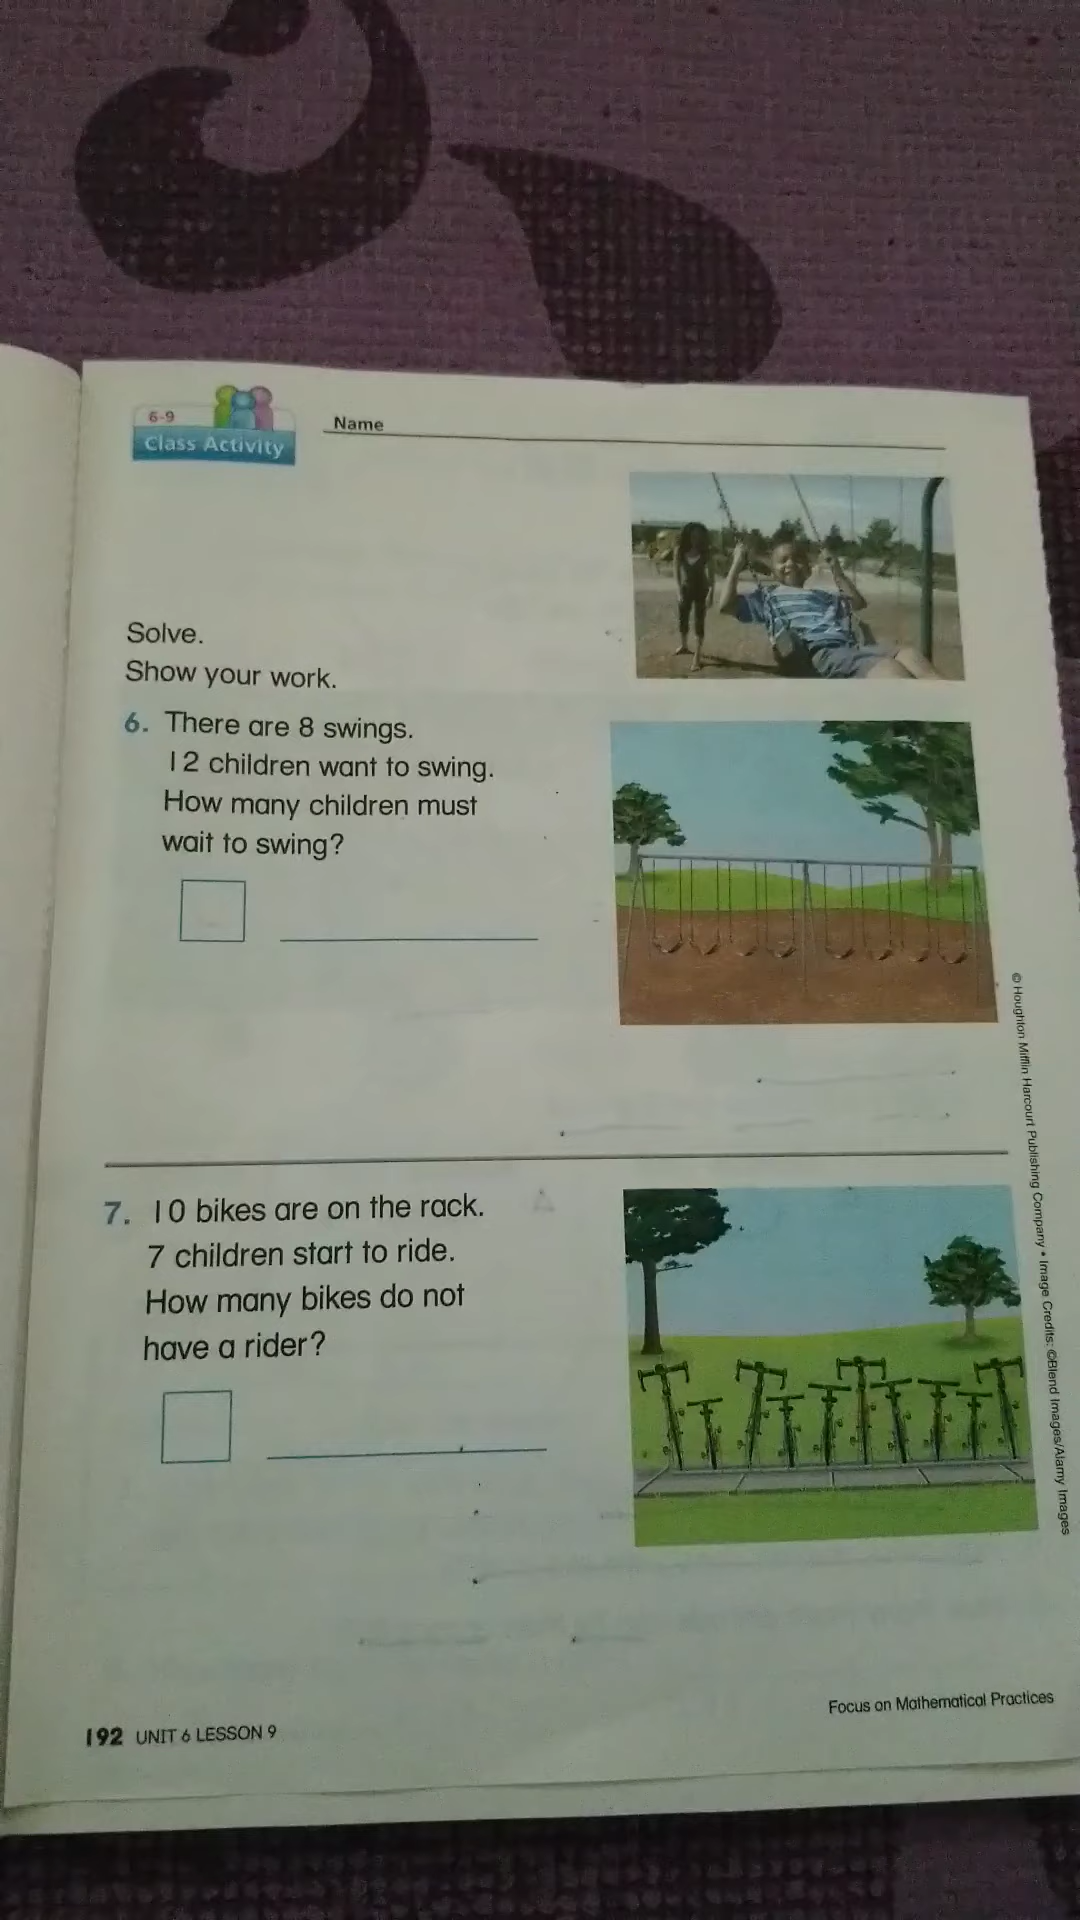 6-9
Class Activity
Name
Solve.
Show your work.
6. There are 8 swings.
12 children want to swing.
How many children must
wait to swing?
7. 10 bikes are on the rack.
7 children start to ride.
How many bikes do not
have a rider?
© Houghton Mifflin Harcourt Publishing Company • Image Credits: ©Blend Images/Alamy Images
192 UNIT 6 LESSON 9
Focus on Mathematical Practices